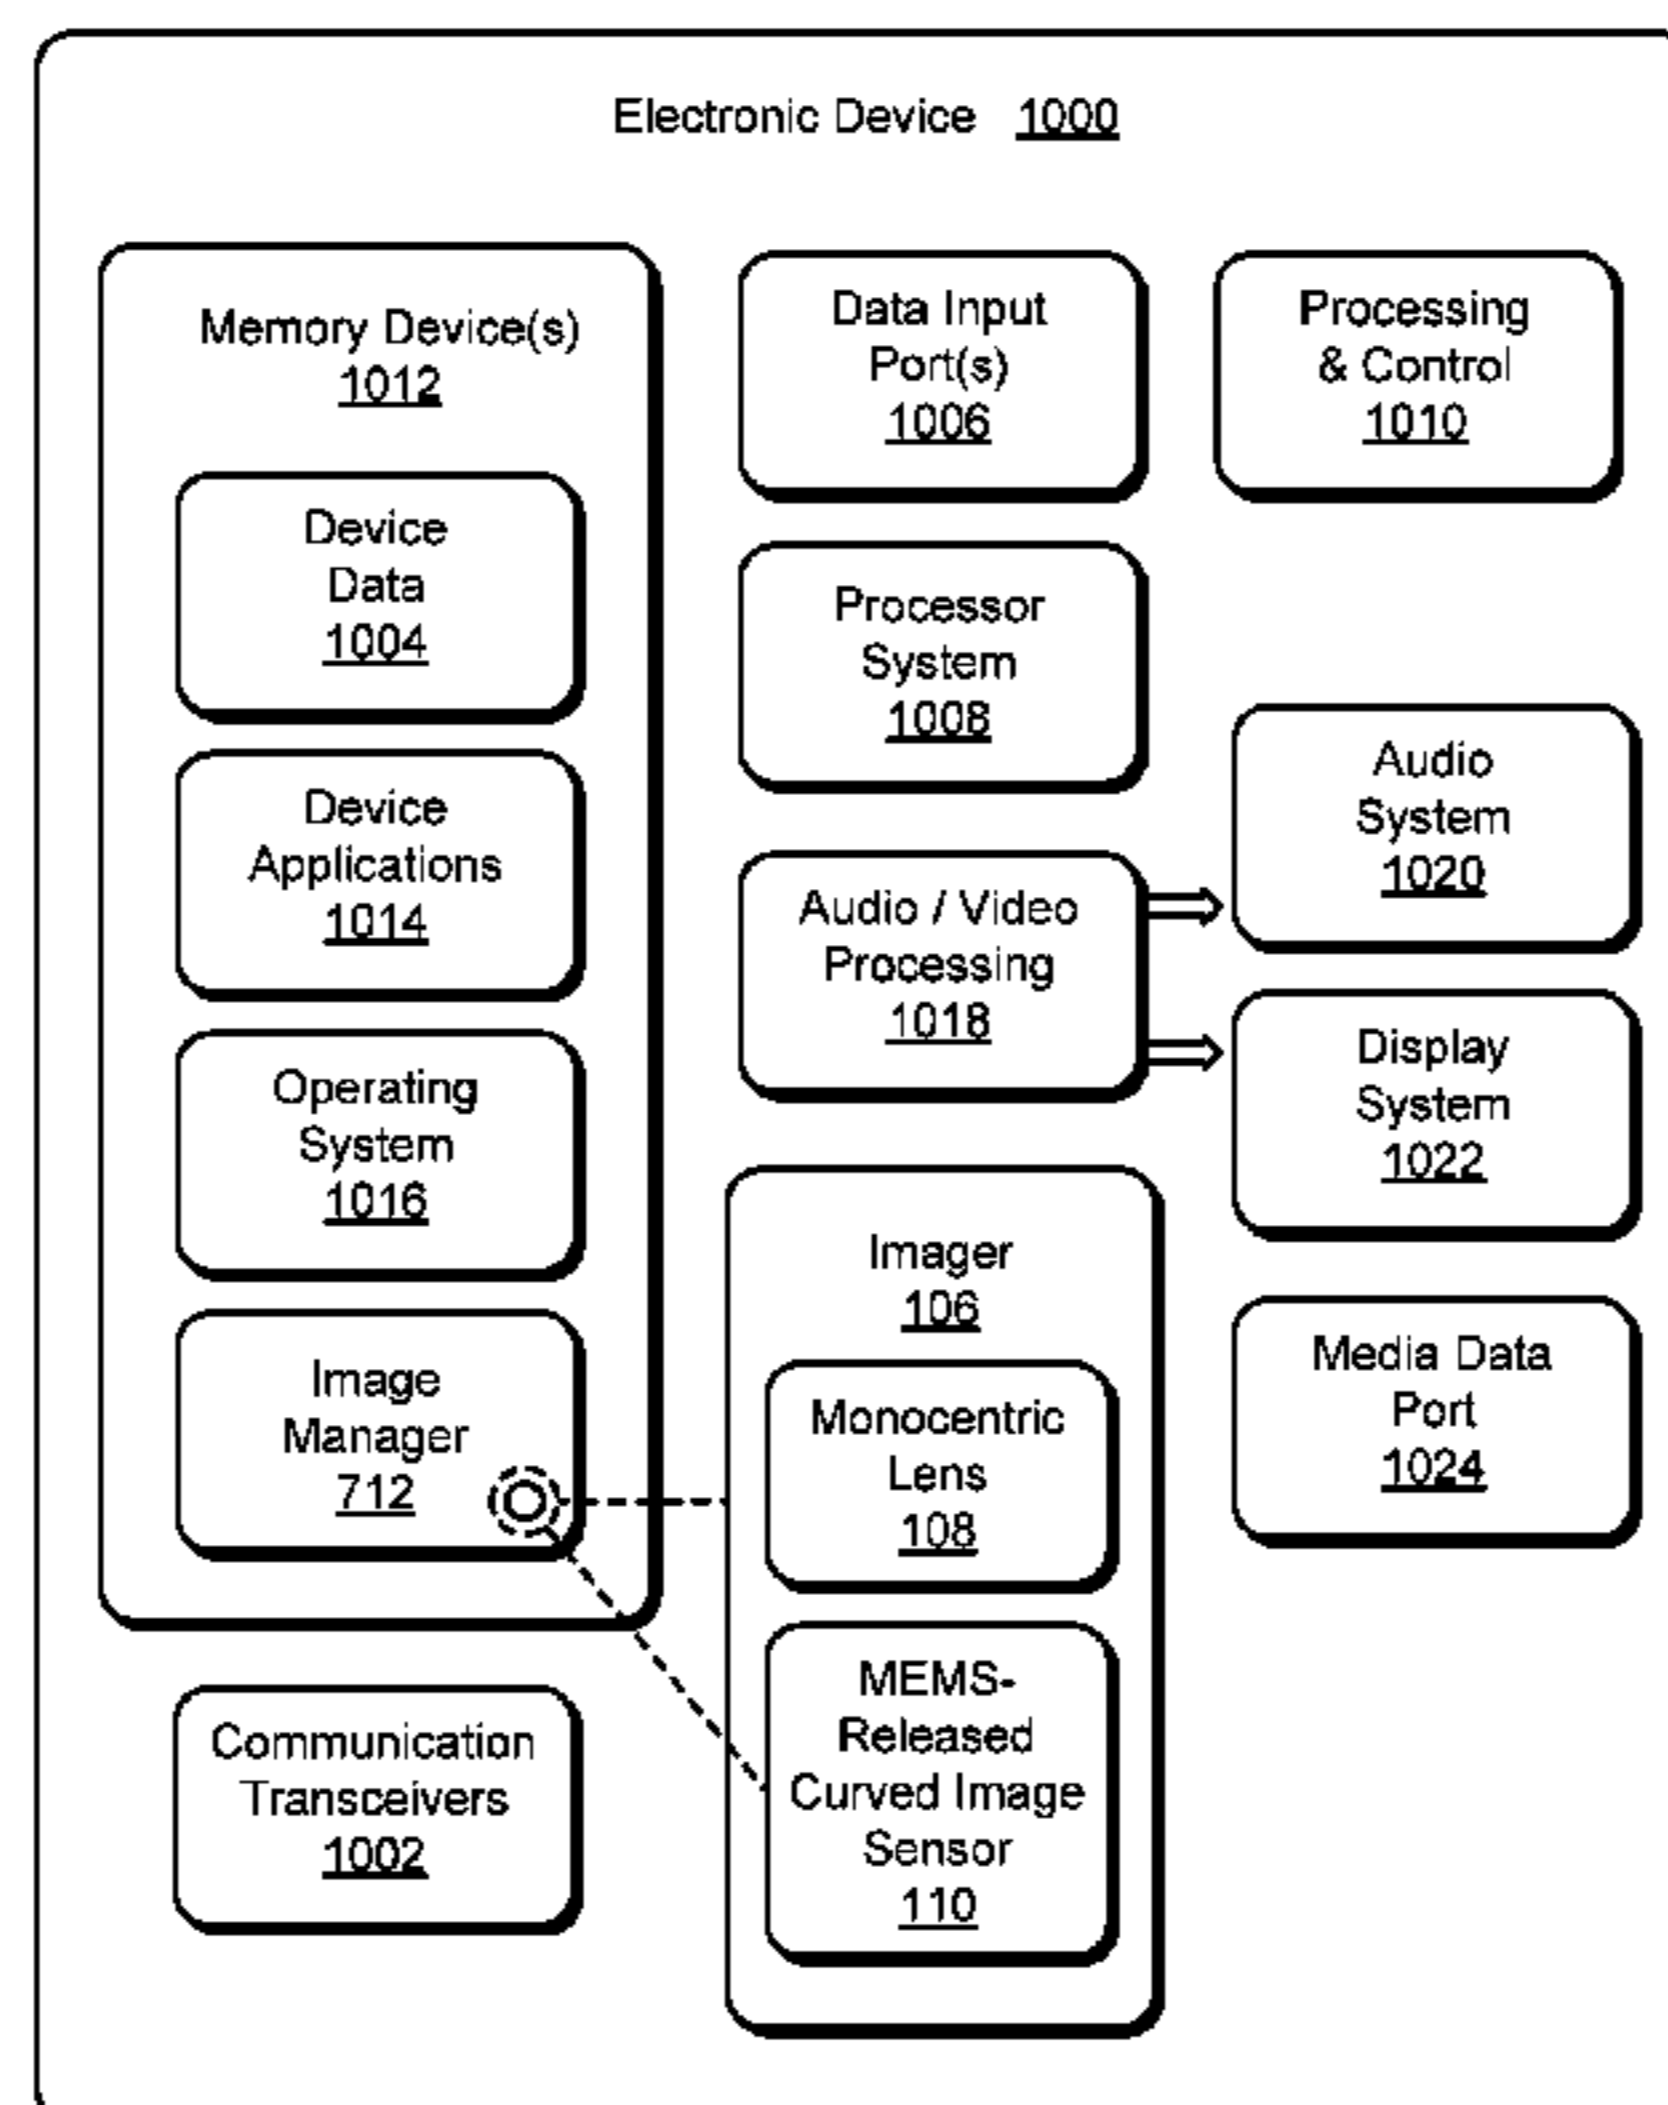 Electronic Device 1000
Memory Device(s)
1012
Device
Data
1004
Device
Applications
1014
Operating
System
1016
Image
Manager
712
Communication
Transceivers
1002
Data Input
Port(s)
1006
Processor
System
1008
Audio / Video
Processing
1018
Imager
106
Monocentric
Lens
108
MEMS-
Released
Curved Image
Sensor
110
Processing
& Control
1010
Audio
System
1020
Display
System
1022
Media Data
Port
1024